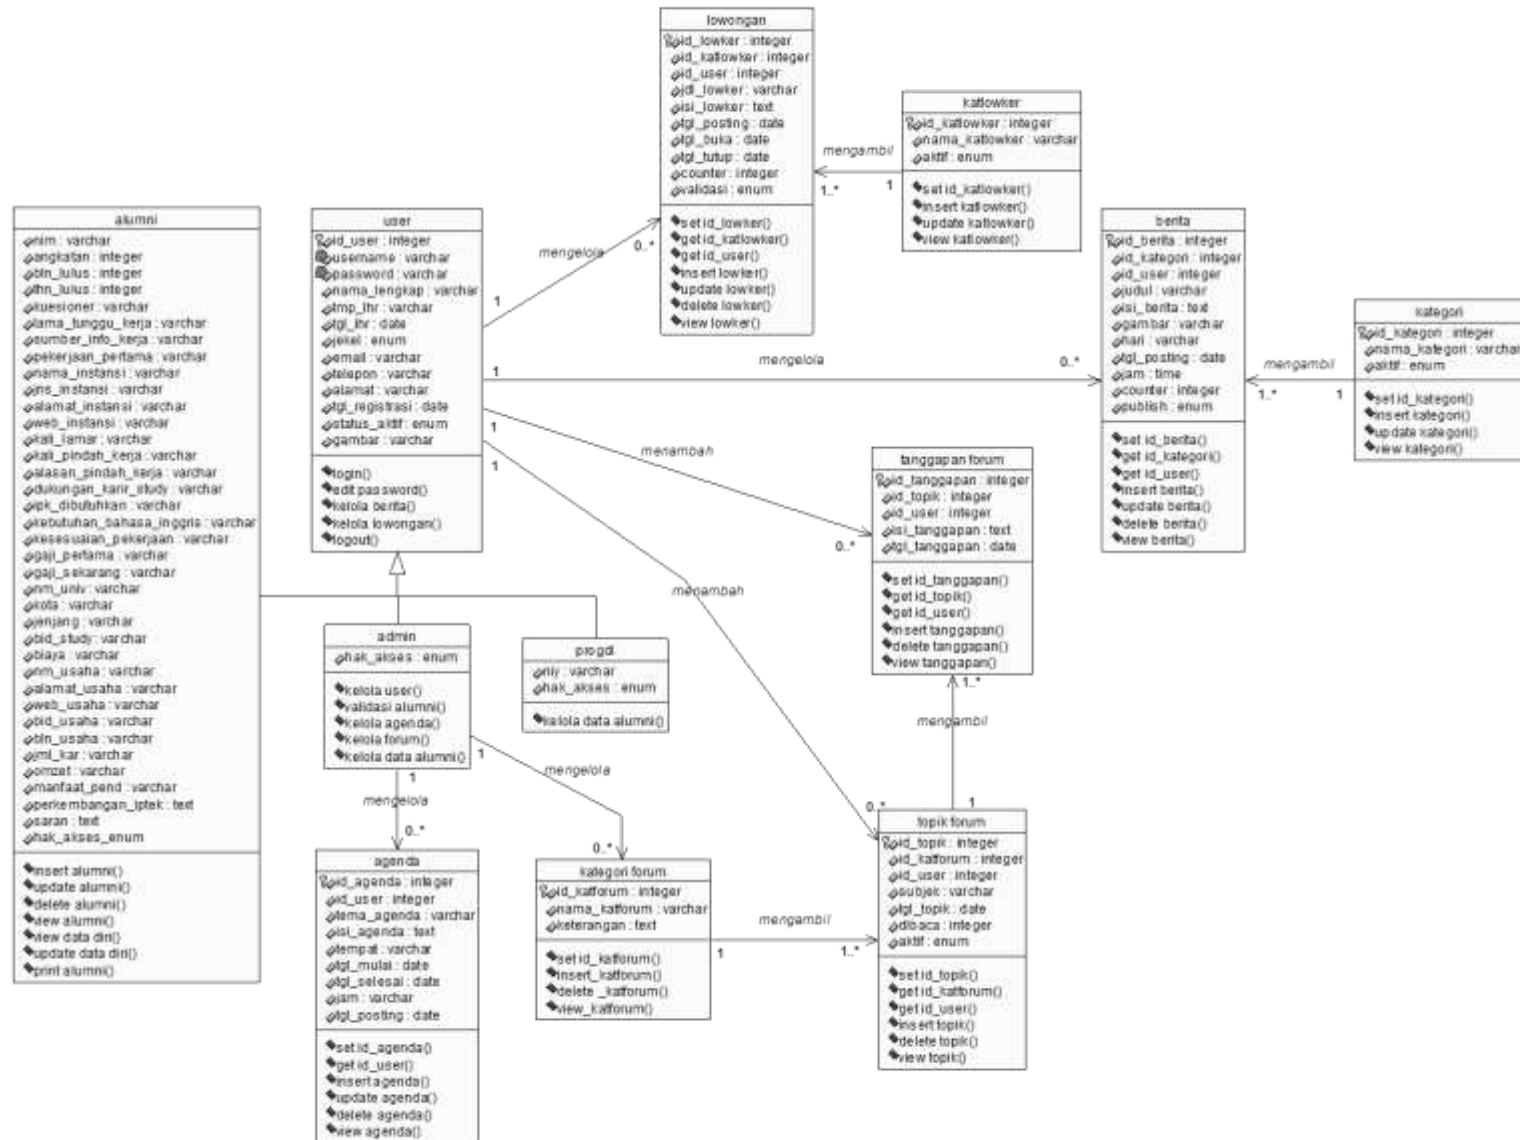 lowongan
id_lowker : integer
id_katlowker : integer
id_user : integer
jdl_lowker : varchar
isi_lowker : text
tgl_posting : date
tgl_buka : date
tgl_tutup : date
counter : integer
validasi : enum
set id_lowker()
get id_katlowker()
get id_user()
insert lowker()
update lowker()
delete lowker()
view lowker()
katlowker
id_katlowker : integer
nama_katlowker : varchar
aktif : enum
set id_katlowker()
insert katlowker()
update katlowker()
view katlowker()
mengambil
1..*
1
alumni
nim : varchar
angkatan : integer
bln_lulus : integer
thn_lulus : integer
kuesioner : varchar
lama_tunggu_kerja : varchar
sumber_info_kerja : varchar
pekerjaan_pertama : varchar
nama_instansi : varchar
jns_instansi : varchar
alamat_instansi : varchar
web_instansi : varchar
kali_lamar : varchar
kali_pindah_kerja : varchar
alasan_pindah_kerja : varchar
dukungan_karir_study : varchar
ipk_dibutuhkan : varchar
kebutuhan_bahasa_inggris : varchar
kesesuaian_pekerjaan : varchar
gaji_pertama : varchar
gaji_sekarang : varchar
nm_univ : varchar
kota : varchar
jenjang : varchar
bid_study : varchar
biaya : varchar
nm_usaha : varchar
alamat_usaha : varchar
web_usaha : varchar
bid_usaha : varchar
bln_usaha : varchar
jml_kar : varchar
omzet : varchar
manfaat_pend : varchar
perkembangan_iptek : text
saran : text
hak_akses_enum
insert alumni()
update alumni()
delete alumni()
view alumni()
view data diri()
update data diri()
print alumni()
user
id_user : integer
username : varchar
password : varchar
nama_lengkap : varchar
tmp_lhr : varchar
tgl_lhr : date
jekel : enum
email : varchar
telepon : varchar
alamat : varchar
tgl_registrasi : date
status_aktif : enum
gambar : varchar
login()
edit password()
kelola berita()
kelola lowongan()
logout()
mengelola
1
0..*
mengelola
1
0..*
menambah
1
0..*
menambah
1
0..*
berita
id_berita : integer
id_kategori : integer
id_user : integer
judul : varchar
isi_berita : text
gambar : varchar
hari : varchar
tgl_posting : date
jam : time
counter : integer
publish : enum
set id_berita()
get id_kategori()
get id_user()
insert berita()
update berita()
delete berita()
view berita()
mengambil
1..*
1
kategori
id_kategori : integer
nama_kategori : varchar
aktif : enum
set id_kategori()
insert kategori()
update kategori()
view kategori()
tanggapan forum
id_tanggapan : integer
id_topik : integer
id_user : integer
isi_tanggapan : text
tgl_tanggapan : date
set id_tanggapan()
get id_topik()
get id_user()
insert tanggapan()
delete tanggapan()
view tanggapan()
1..*
mengambil
1
admin
hak_akses : enum
kelola user()
validasi alumni()
kelola agenda()
kelola forum()
kelola data alumni()
progdi
niy : varchar
hak_akses : enum
kelola data alumni()
1
mengelola
0..*
1
mengelola
0..*
agenda
id_agenda : integer
id_user : integer
tema_agenda : varchar
isi_agenda : text
tempat : varchar
tgl_mulai : date
tgl_selesai : date
jam : varchar
tgl_posting : date
set id_agenda()
get id_user()
insert agenda()
update agenda()
delete agenda()
view agenda()
kategori forum
id_katforum : integer
nama_katforum : varchar
keterangan : text
set id_katforum()
insert_katforum()
delete _katforum()
view_katforum()
mengambil
1
1..*
topik forum
id_topik : integer
id_katforum : integer
id_user : integer
subjek : varchar
tgl_topik : date
dibaca : integer
aktif : enum
set id_topik()
get id_katforum()
get id_user()
insert topik()
delete topik()
view topik()